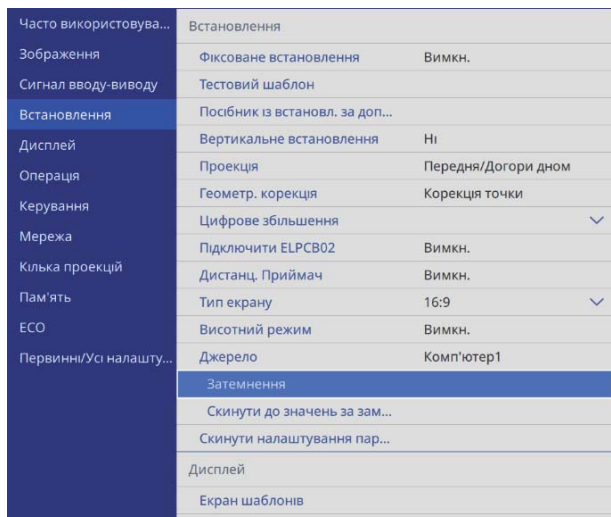 Часто використовува...
Зображення
Сигнал вводу-виводу
Встановлення
Дисплей
Операція
Керування
Мережа
Кілька проекцій
Пам'ять
ECO
Первинні/Усі налашту...
Встановлення
Фіксоване встановлення Вимкн.
Тестовий шаблон
Посібник із встановл. за доп...
Вертикальне встановлення Ні
Проекція Передня/Догори дном
Геометр. корекція Корекція точки
Цифрове збільшення
Підключити ELPCB02 Вимкн.
Дистанц. Приймач Вимкн.
Тип екрану 16:9
Висотний режим Вимкн.
Джерело Комп'ютер1
Затемнення
Скинути до значень за зам...
Скинути налаштування пар...
Дисплей
Екран шаблонів